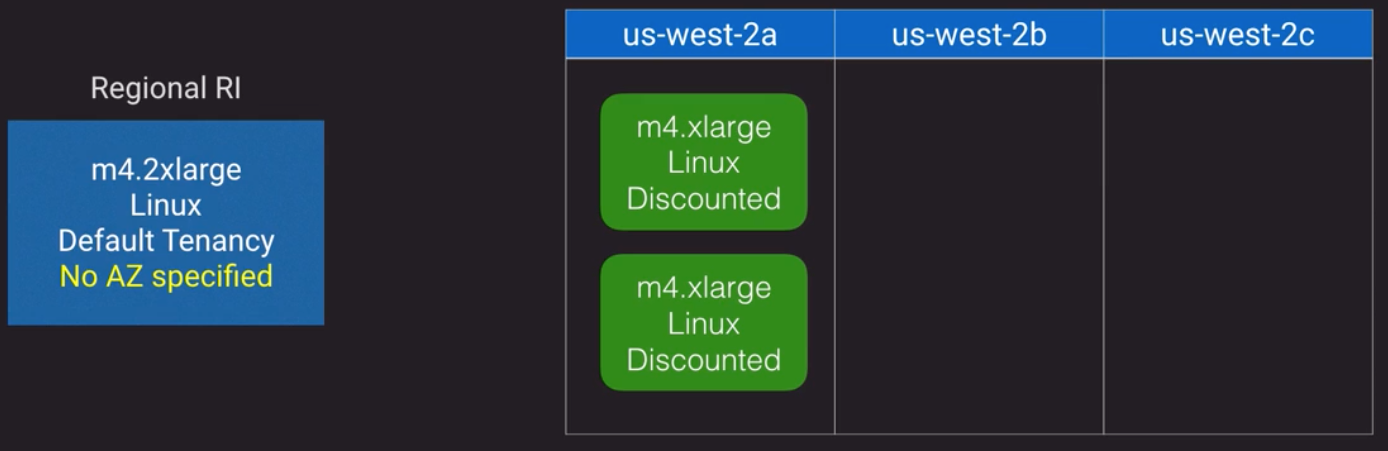 Regional RI
m4.2xlarge
Linux
Default Tenancy
No AZ specified
us-west-2a
us-west-2b
us-west-2c
m4.xlarge
Linux
Discounted
m4.xlarge
Linux
Discounted